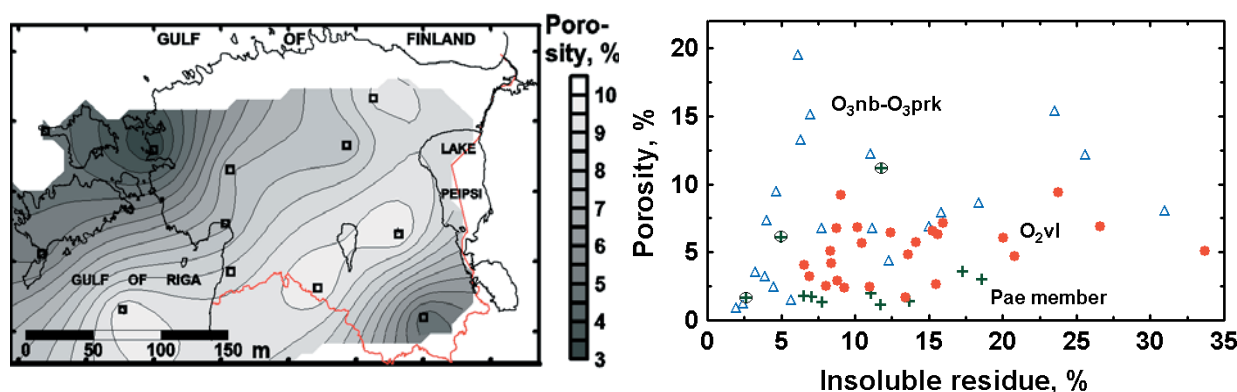 GULF OF FINLAND
Poro-
sity, %
10
9
8
7
6
5
4
3
LAKE
PEIPSI
GULF OF RIGA
0 50 100 150 m
Porosity, %
20
15
10
5
0
O₃nb-O₃prk
O₂vl
Pae member
0 5 10 15 20 25 30 35
Insoluble residue, %